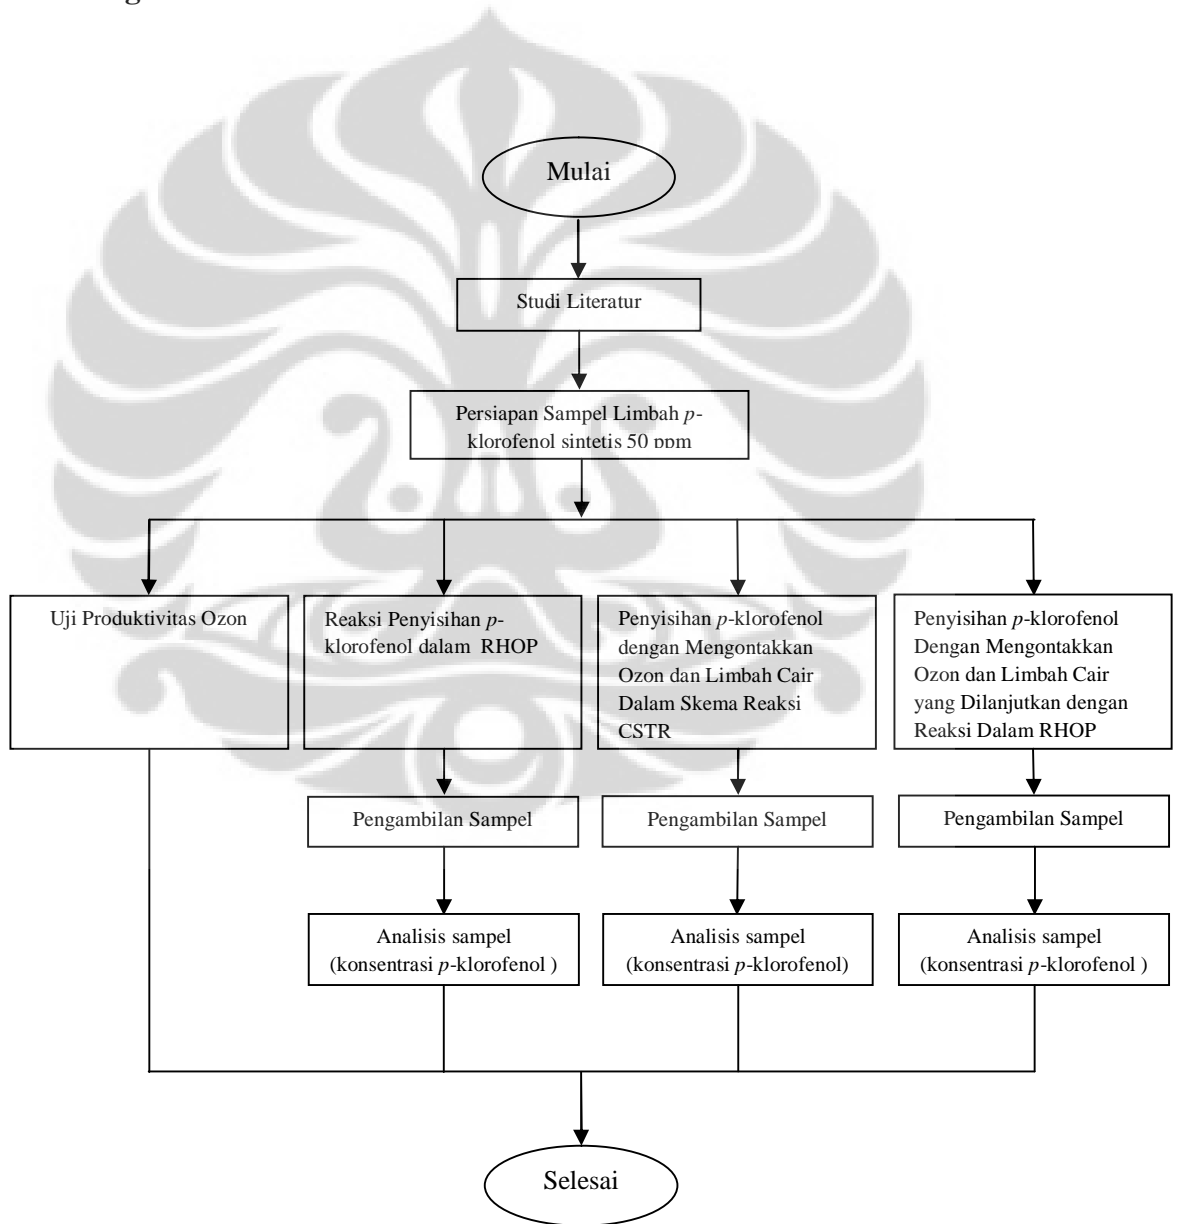 Mulai
Studi Literatur
Persiapan Sampel Limbah p-
klorofenol sintetis 50 ppm
Uji Produktivitas Ozon
Reaksi Penyisihan p-
klorofenol dalam RHOP
Penyisihan p-klorofenol
dengan Mengontakkan
Ozon dan Limbah Cair
Dalam Skema Reaksi
CSTR
Penyisihan p-klorofenol
Dengan Mengontakkan
Ozon dan Limbah Cair
yang Dilanjutkan dengan
Reaksi Dalam RHOP
Pengambilan Sampel
Pengambilan Sampel
Pengambilan Sampel
Analisis sampel
(konsentrasi p-klorofenol )
Analisis sampel
(konsentrasi p-klorofenol)
Analisis sampel
(konsentrasi p-klorofenol )
Selesai